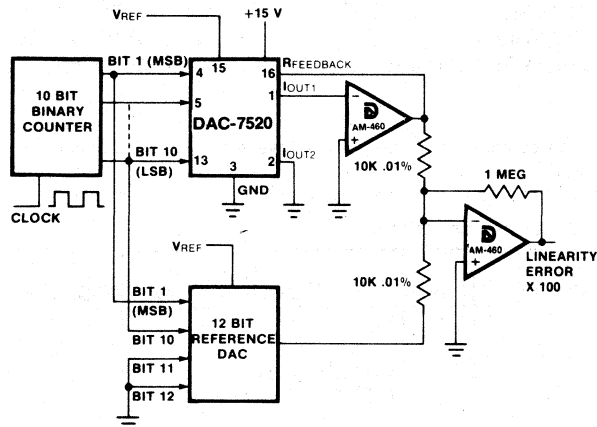 VREF
+15 V
BIT 1 (MSB)
4
15
16
RFEEDBACK
10 BIT
BINARY
COUNTER
5
DAC-7520
1
IOUT1
−
AM-460
+
BIT 10
(LSB)
13
3
2
IOUT2
GND
CLOCK
10K .01%
1 MEG
−
AM-460
+
LINEARITY
ERROR
X 100
10K .01%
VREF
BIT 1
(MSB)
BIT 10
BIT 11
BIT 12
12 BIT
REFERENCE
DAC